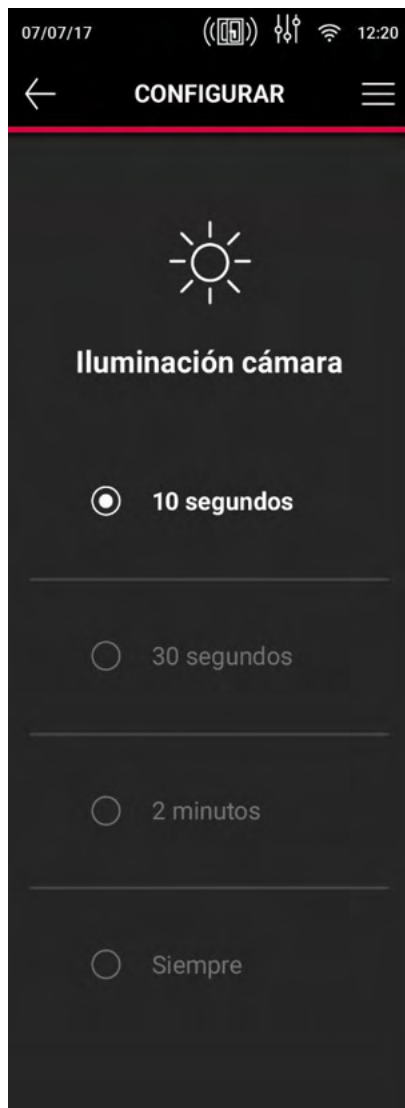 07/07/17 12:20
CONFIGURAR
Iluminación cámara
10 segundos
30 segundos
2 minutos
Siempre